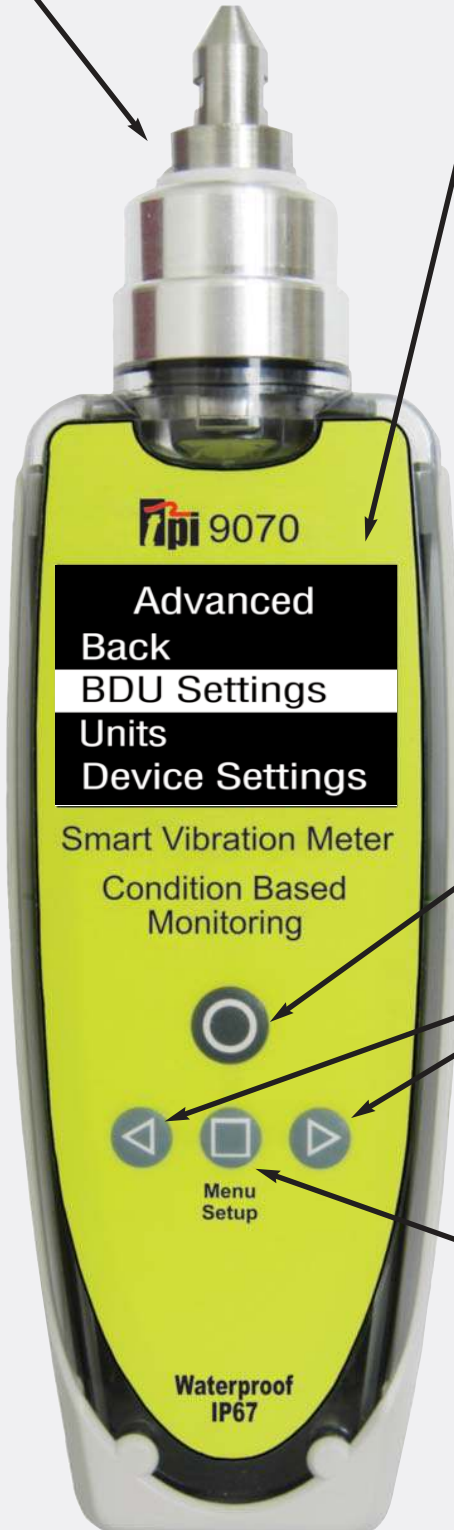 tpi 9070
Advanced
Back
BDU Settings
Units
Device Settings
Smart Vibration Meter
Condition Based
Monitoring
Menu
Setup
Waterproof
IP67